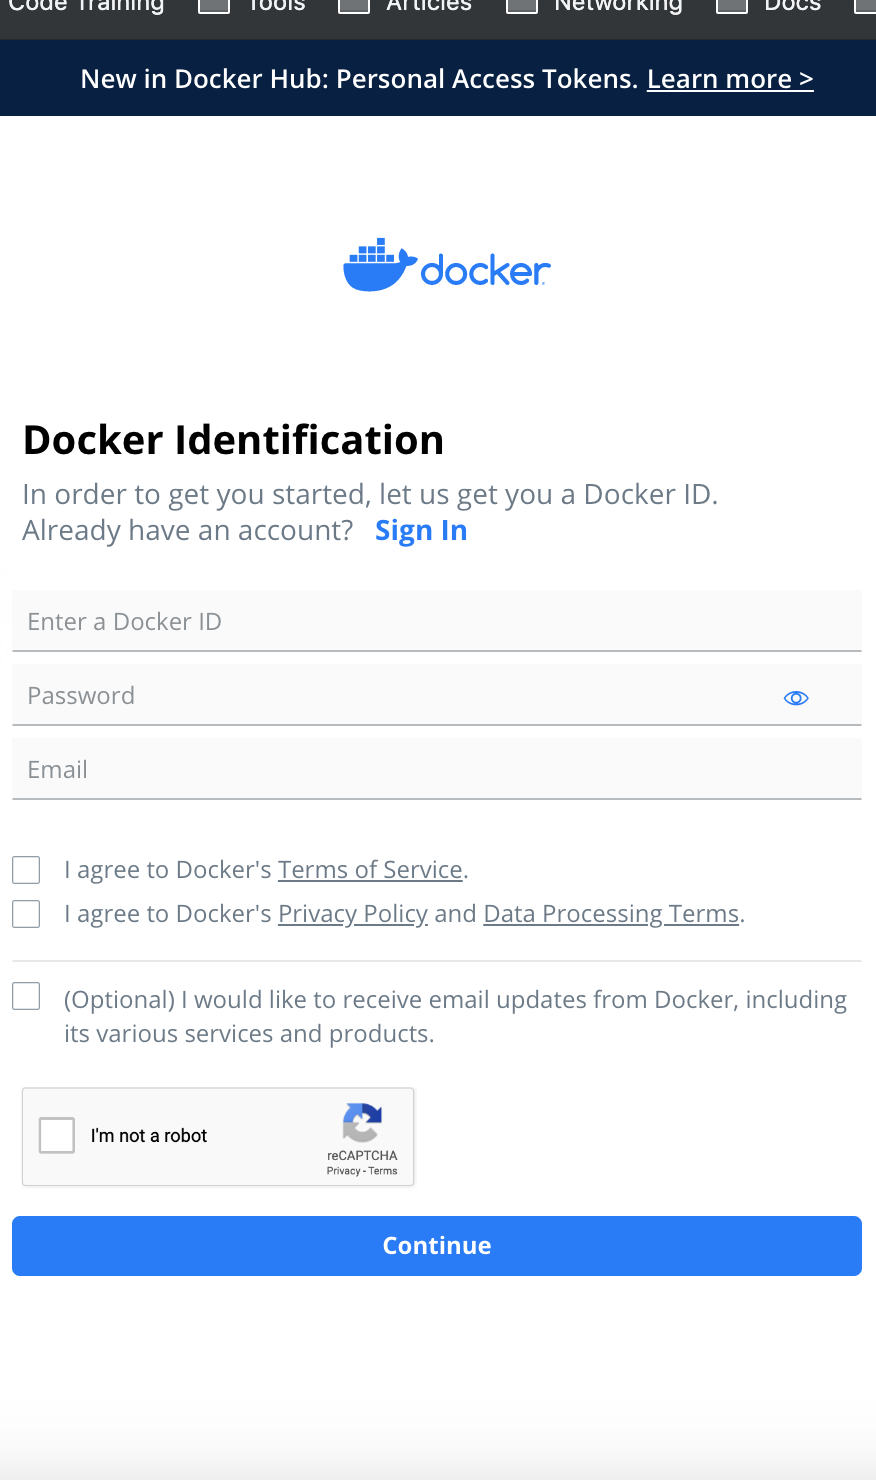 Code Training Tools Articles Networking Docs
New in Docker Hub: Personal Access Tokens. Learn more >
docker
Docker Identification
In order to get you started, let us get you a Docker ID.
Already have an account? Sign In
Enter a Docker ID
Password
Email
I agree to Docker's Terms of Service.
I agree to Docker's Privacy Policy and Data Processing Terms.
(Optional) I would like to receive email updates from Docker, including
its various services and products.
I'm not a robot
reCAPTCHA
Privacy - Terms
Continue